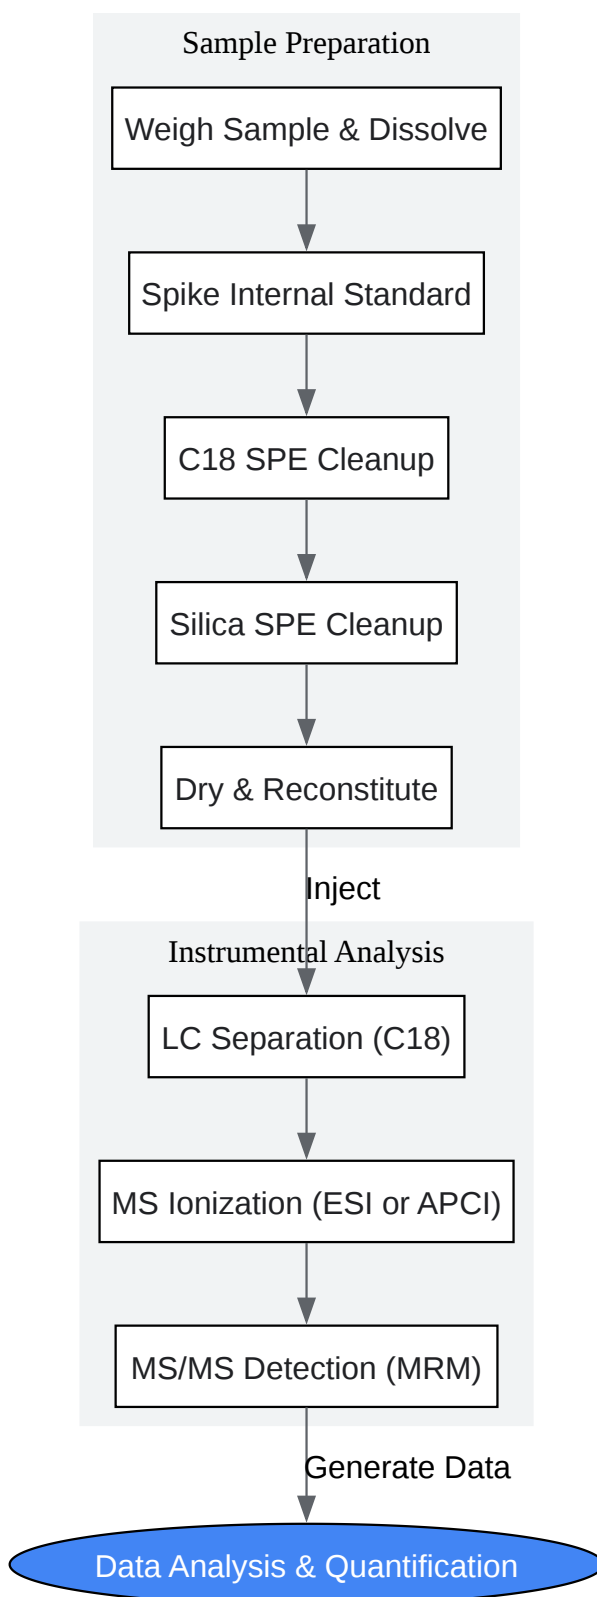 Sample Preparation
Weigh Sample & Dissolve
Spike Internal Standard
C18 SPE Cleanup
Silica SPE Cleanup
Dry & Reconstitute
Inject
Instrumental Analysis
LC Separation (C18)
MS Ionization (ESI or APCI)
MS/MS Detection (MRM)
Generate Data
Data Analysis & Quantification